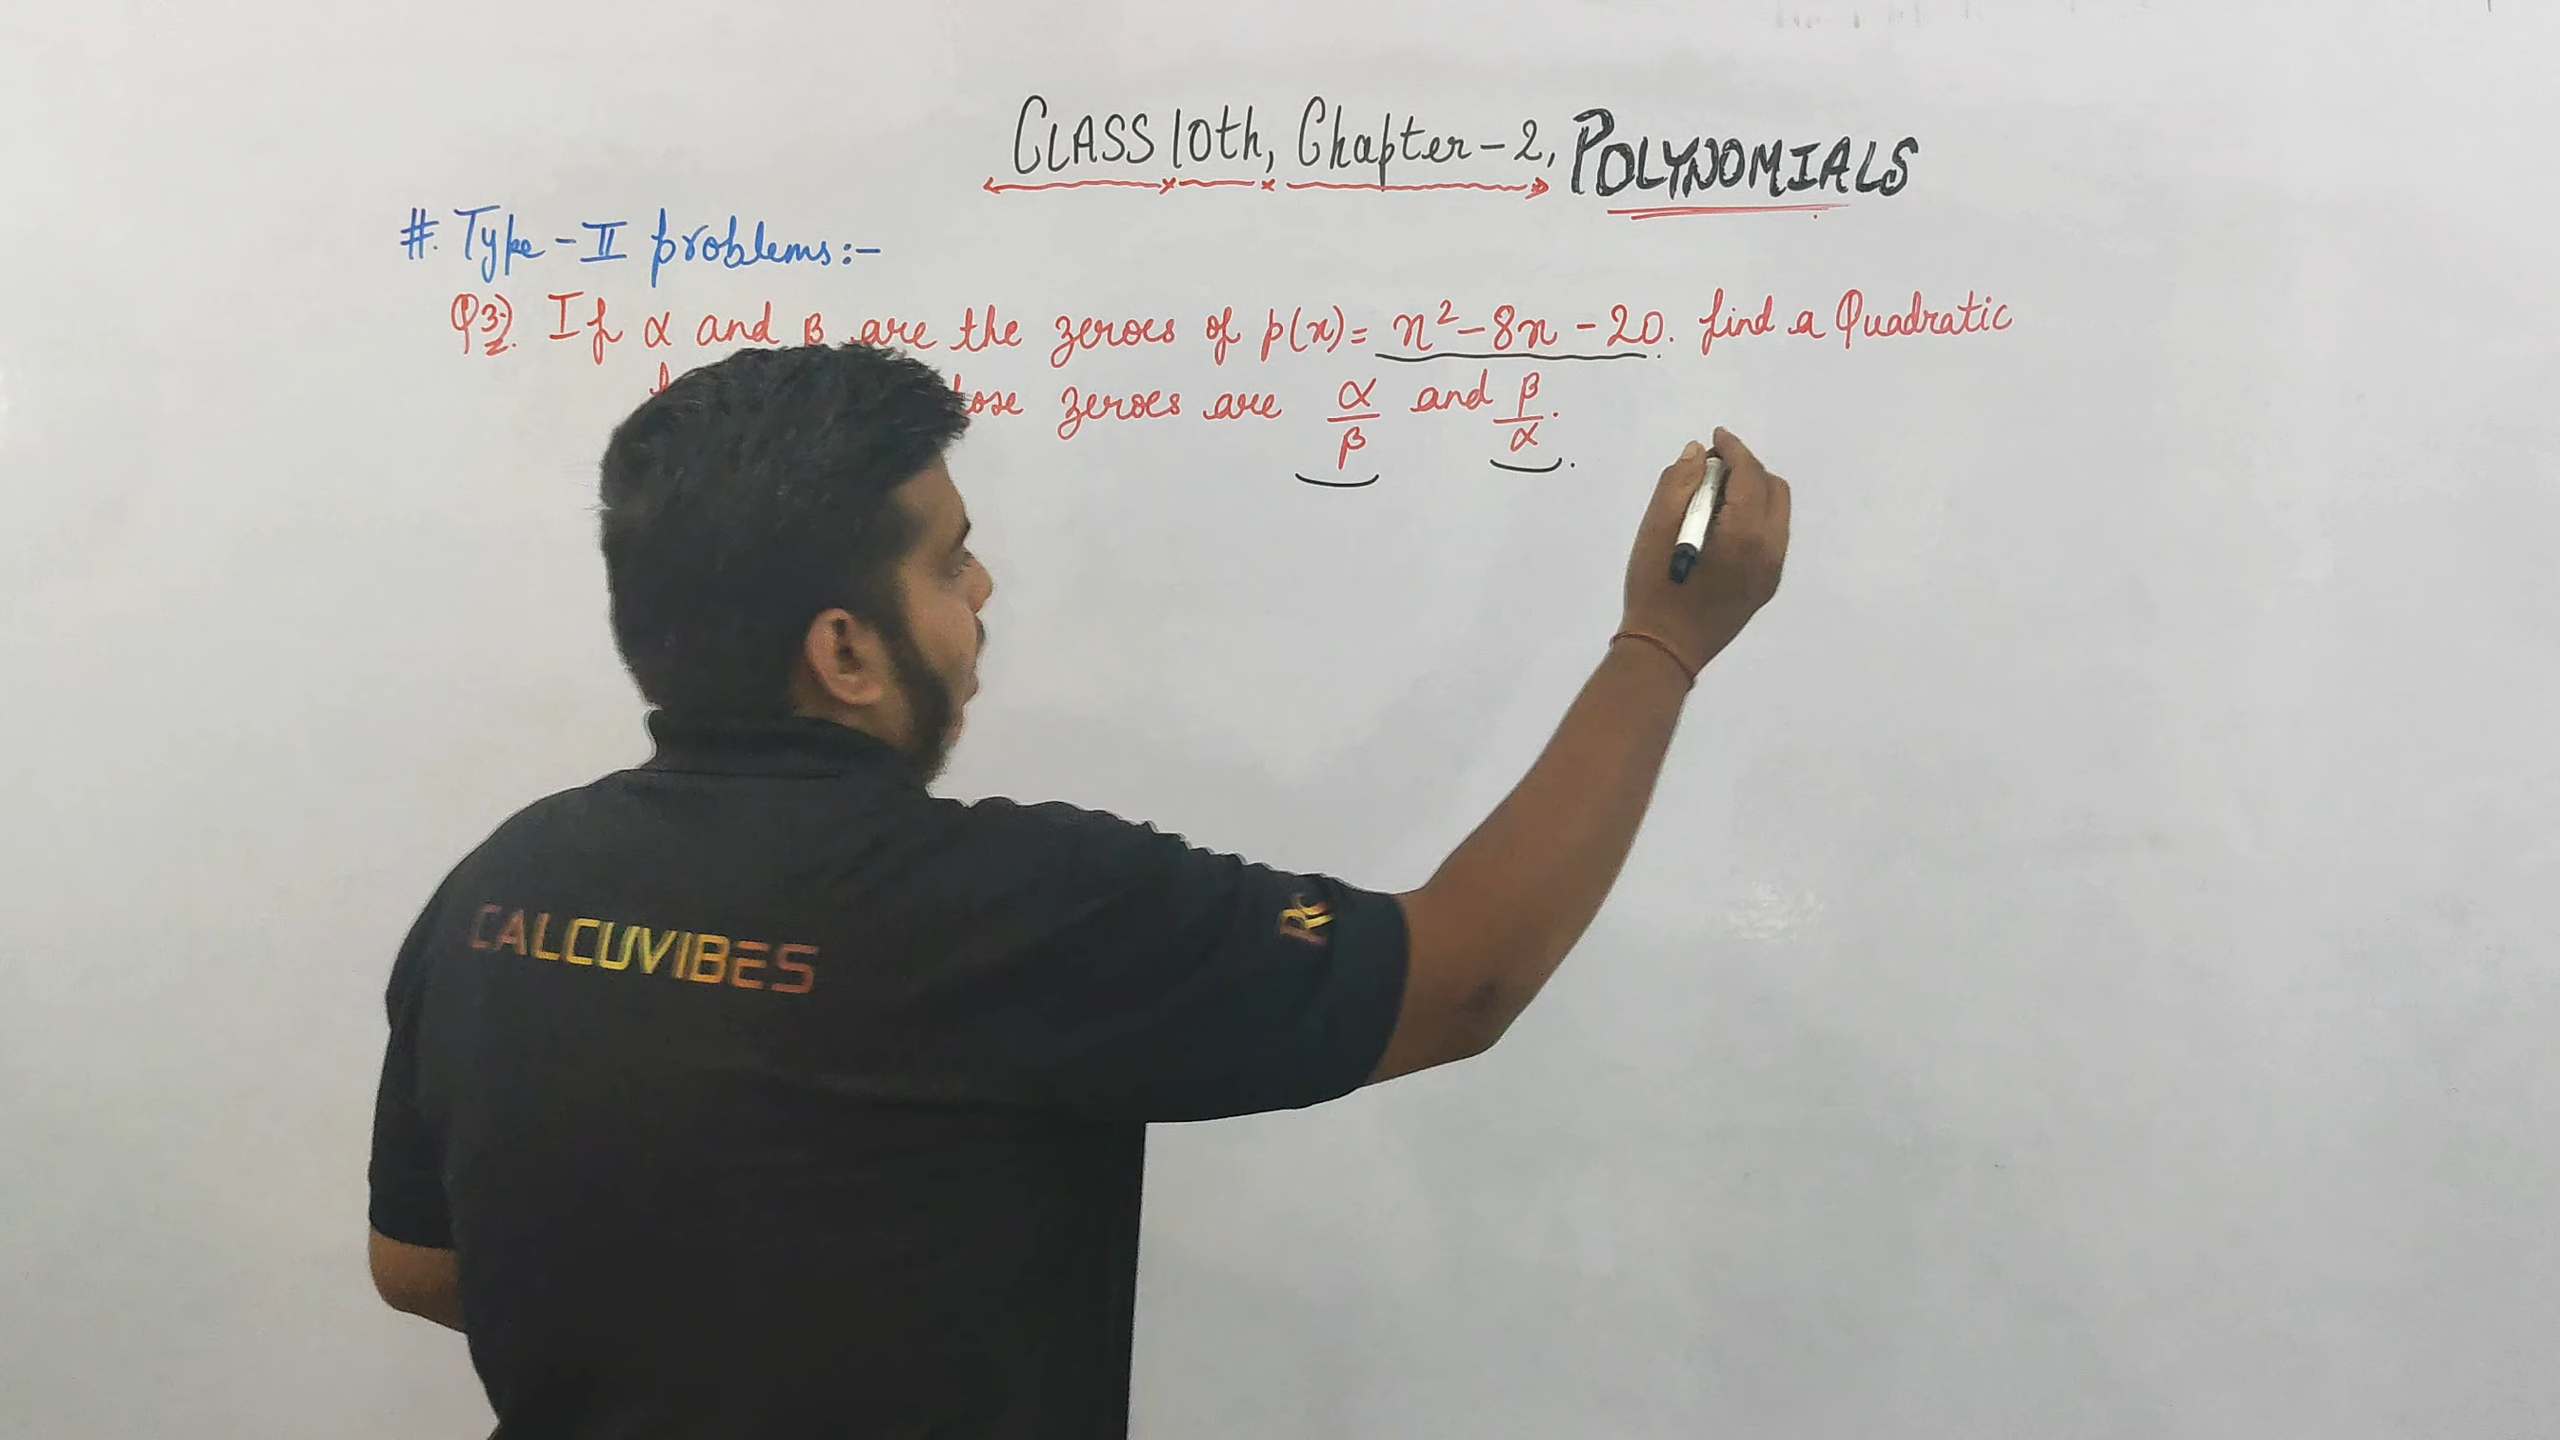 CLASS 10th, Chapter-2, POLYNOMIALS
#. Type-II problems:-
Q3) If α and β are the zeroes of p(x)= x²-8x-20. find a Quadratic
zeroes are α/β and β/α.
CALCUVIBES